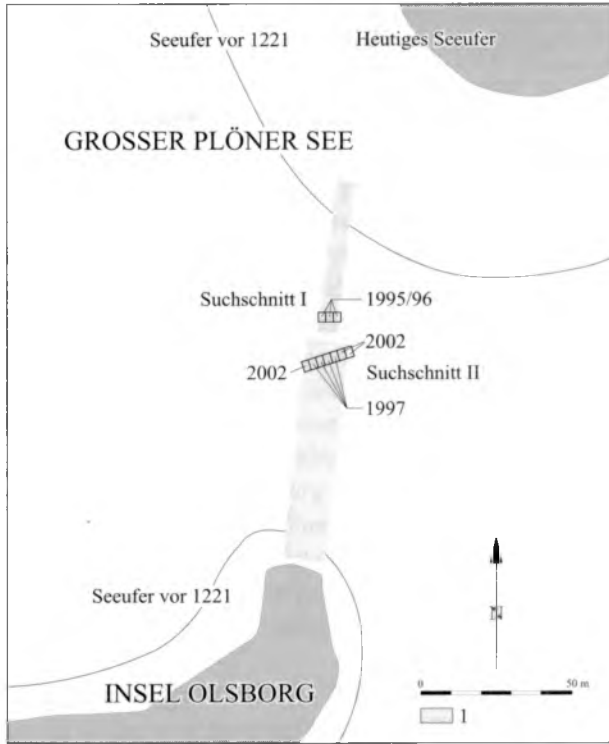 Seeufer vor 1221
Heutiges Seeufer
GROSSER PLÖNER SEE
Suchschnitt I
1995/96
2002
2002
Suchschnitt II
1997
Seeufer vor 1221
N
INSEL OLSBORG
0
50 m
1